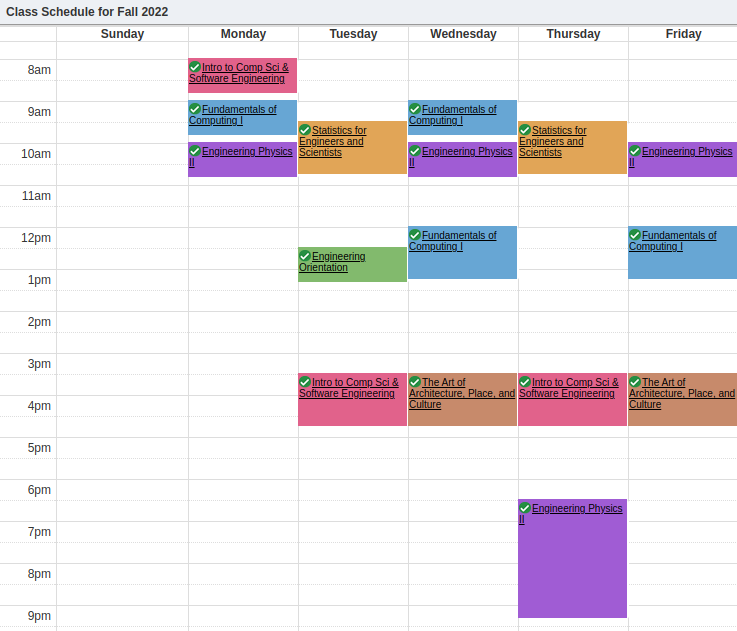 Class Schedule for Fall 2022
Sunday Monday Tuesday Wednesday Thursday Friday
8am
Intro to Comp Sci &
Software Engineering
9am
Fundamentals of
Computing I
Fundamentals of
Computing I
Statistics for
Engineers and
Scientists
Statistics for
Engineers and
Scientists
10am
Engineering Physics
II
Engineering Physics
II
Engineering Physics
II
11am
12pm
Fundamentals of
Computing I
Fundamentals of
Computing I
Engineering
Orientation
1pm
2pm
3pm
Intro to Comp Sci &
Software Engineering
The Art of
Architecture, Place, and
Culture
Intro to Comp Sci &
Software Engineering
The Art of
Architecture, Place, and
Culture
4pm
5pm
6pm
Engineering Physics
II
7pm
8pm
9pm